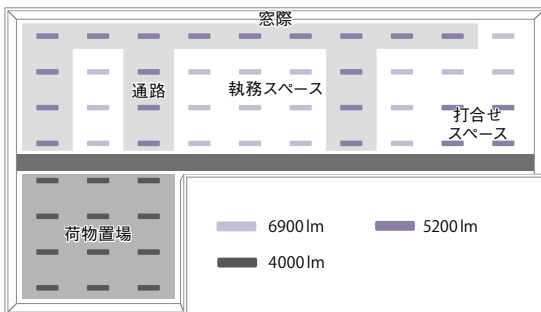 窓際
通路
執務スペース
打合せ
スペース
荷物置場
6900lm
5200lm
4000lm